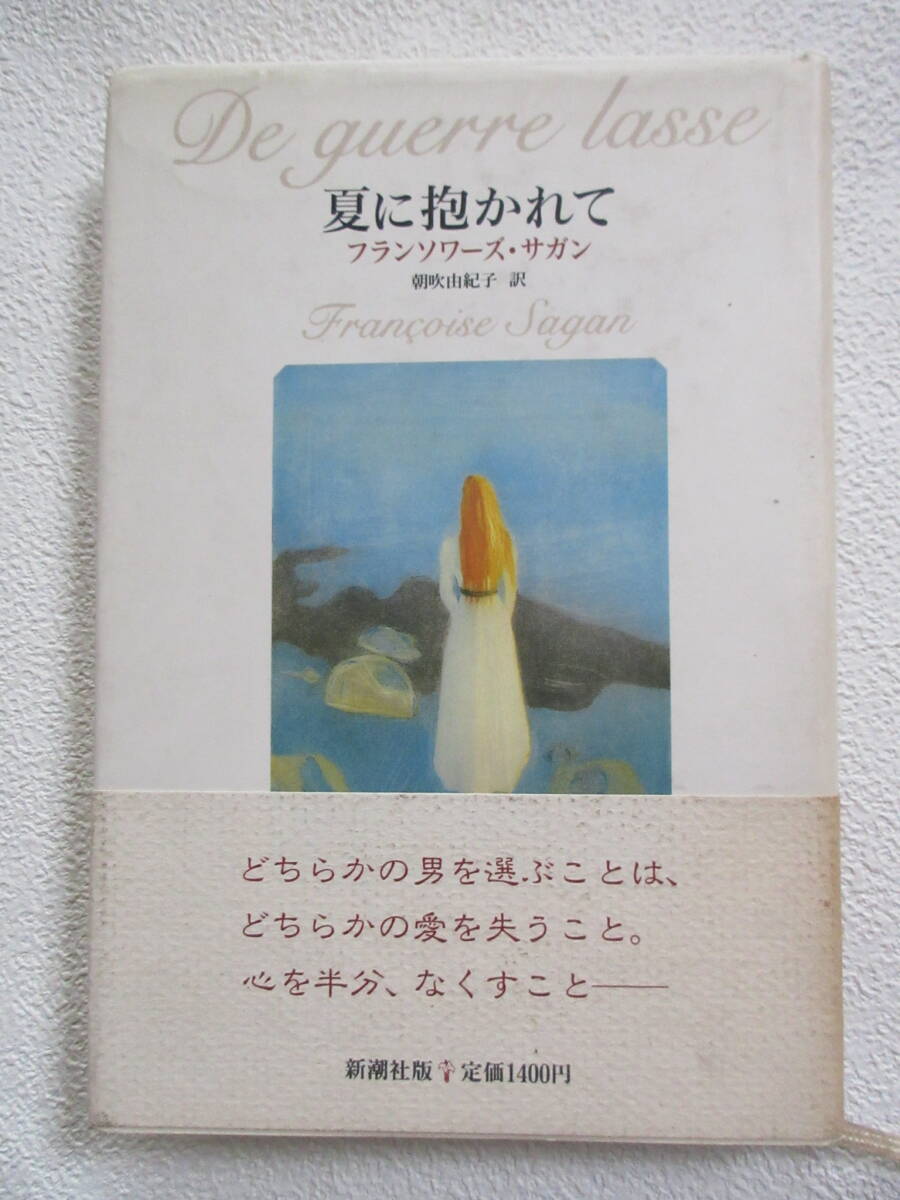 De guerre lasse
夏に抱かれて
フランソワーズ・サガン
朝吹由紀子 訳
Françoise Sagan
どちらかの男を選ぶことは、
どちらかの愛を失うこと。
心を半分、なくすこと――
新潮社版 定価1400円